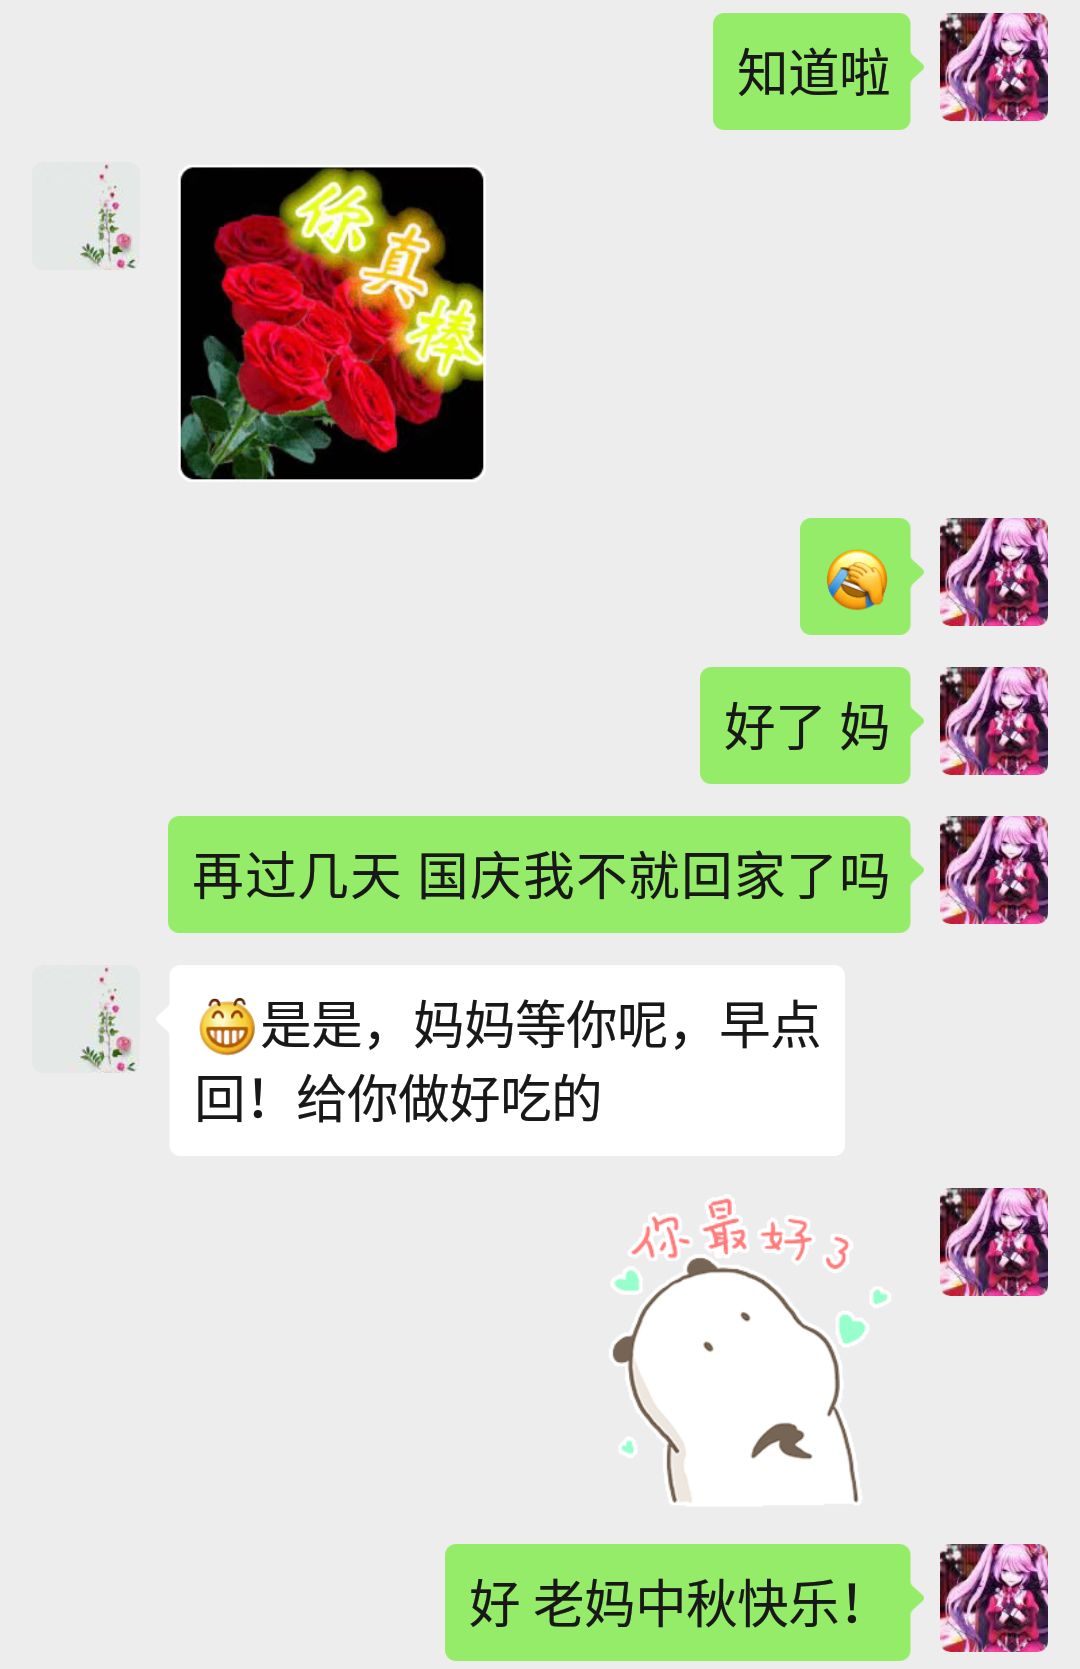 知道啦
你真棒
🤣
好了 妈
再过几天 国庆我不就回家了吗
😁是是，妈妈等你呢，早点
回！给你做好吃的
你最好了
好 老妈中秋快乐！